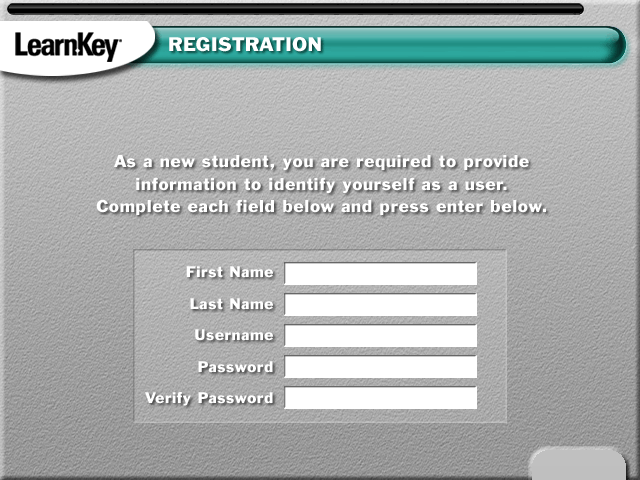 LearnKey
REGISTRATION
As a new student, you are required to provide
information to identify yourself as a user.
Complete each field below and press enter below.
First Name
Last Name
Username
Password
Verify Password